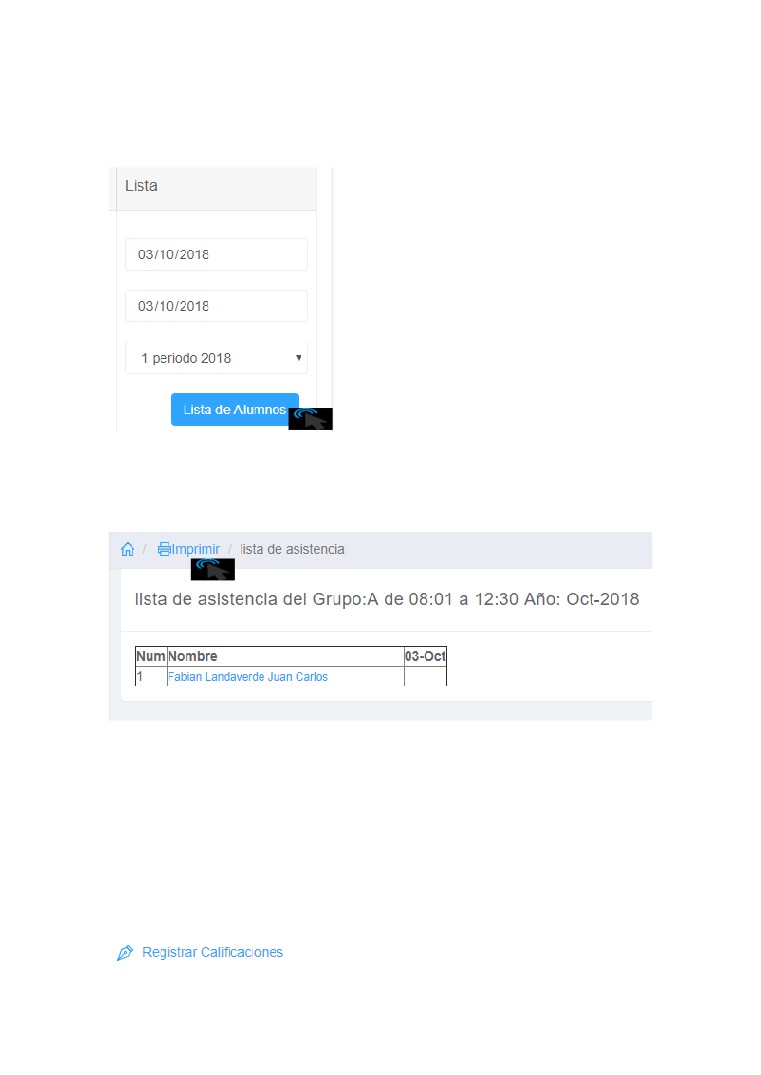 Lista
03/10/2018
03/10/2018
1 periodo 2018
Lista de Alumnos
/ Imprimir / lista de asistencia
lista de asistencia del Grupo:A de 08:01 a 12:30 Año: Oct-2018
Num Nombre 03-Oct
1 Fabian Landaverde Juan Carlos
Registrar Calificaciones